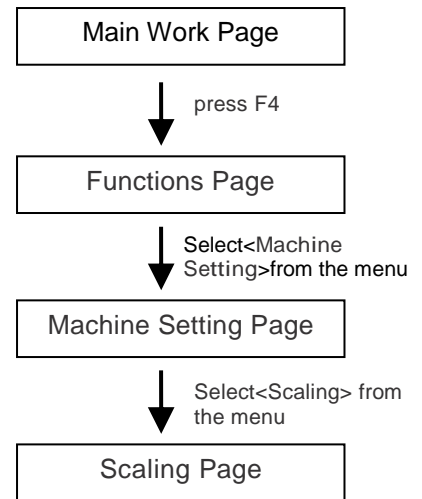 Main Work Page
press F4
Functions Page
Select<Machine
Setting>from the menu
Machine Setting Page
Select<Scaling> from
the menu
Scaling Page